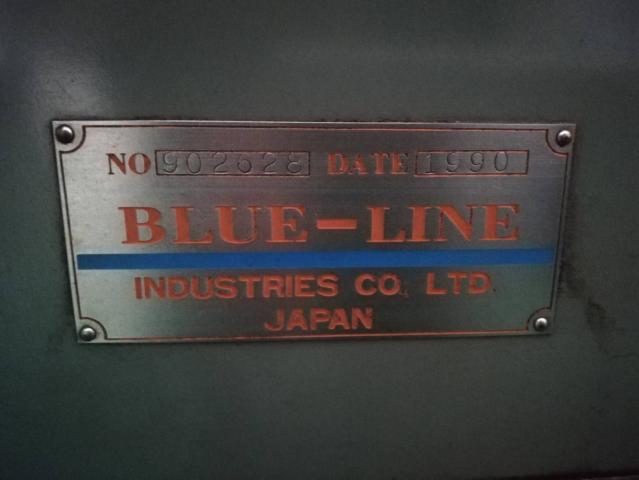 NO 902628 DATE 1990
BLUE-LINE
INDUSTRIES CO. LTD.
JAPAN